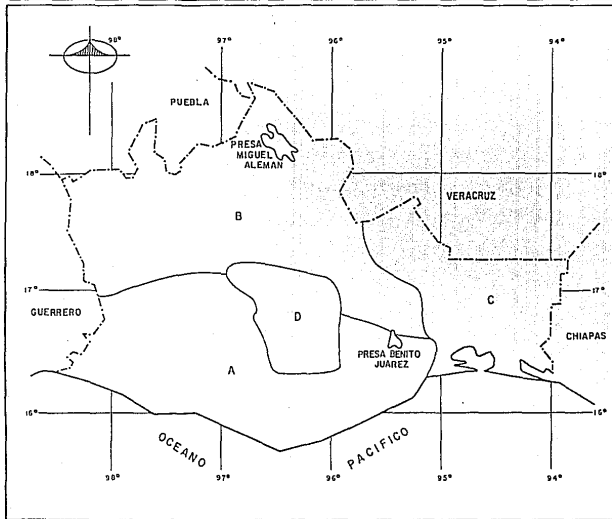 98° 97° 96° 95° 94°
PUEBLA
PRESA
MIGUEL
ALEMAN
18° 18°
VERACRUZ
B
17° 17°
C
GUERRERO
D
CHIAPAS
PRESA BENITO
JUÁREZ
A
16° 16°
OCEANO PACIFICO
98° 97° 96° 95° 94°